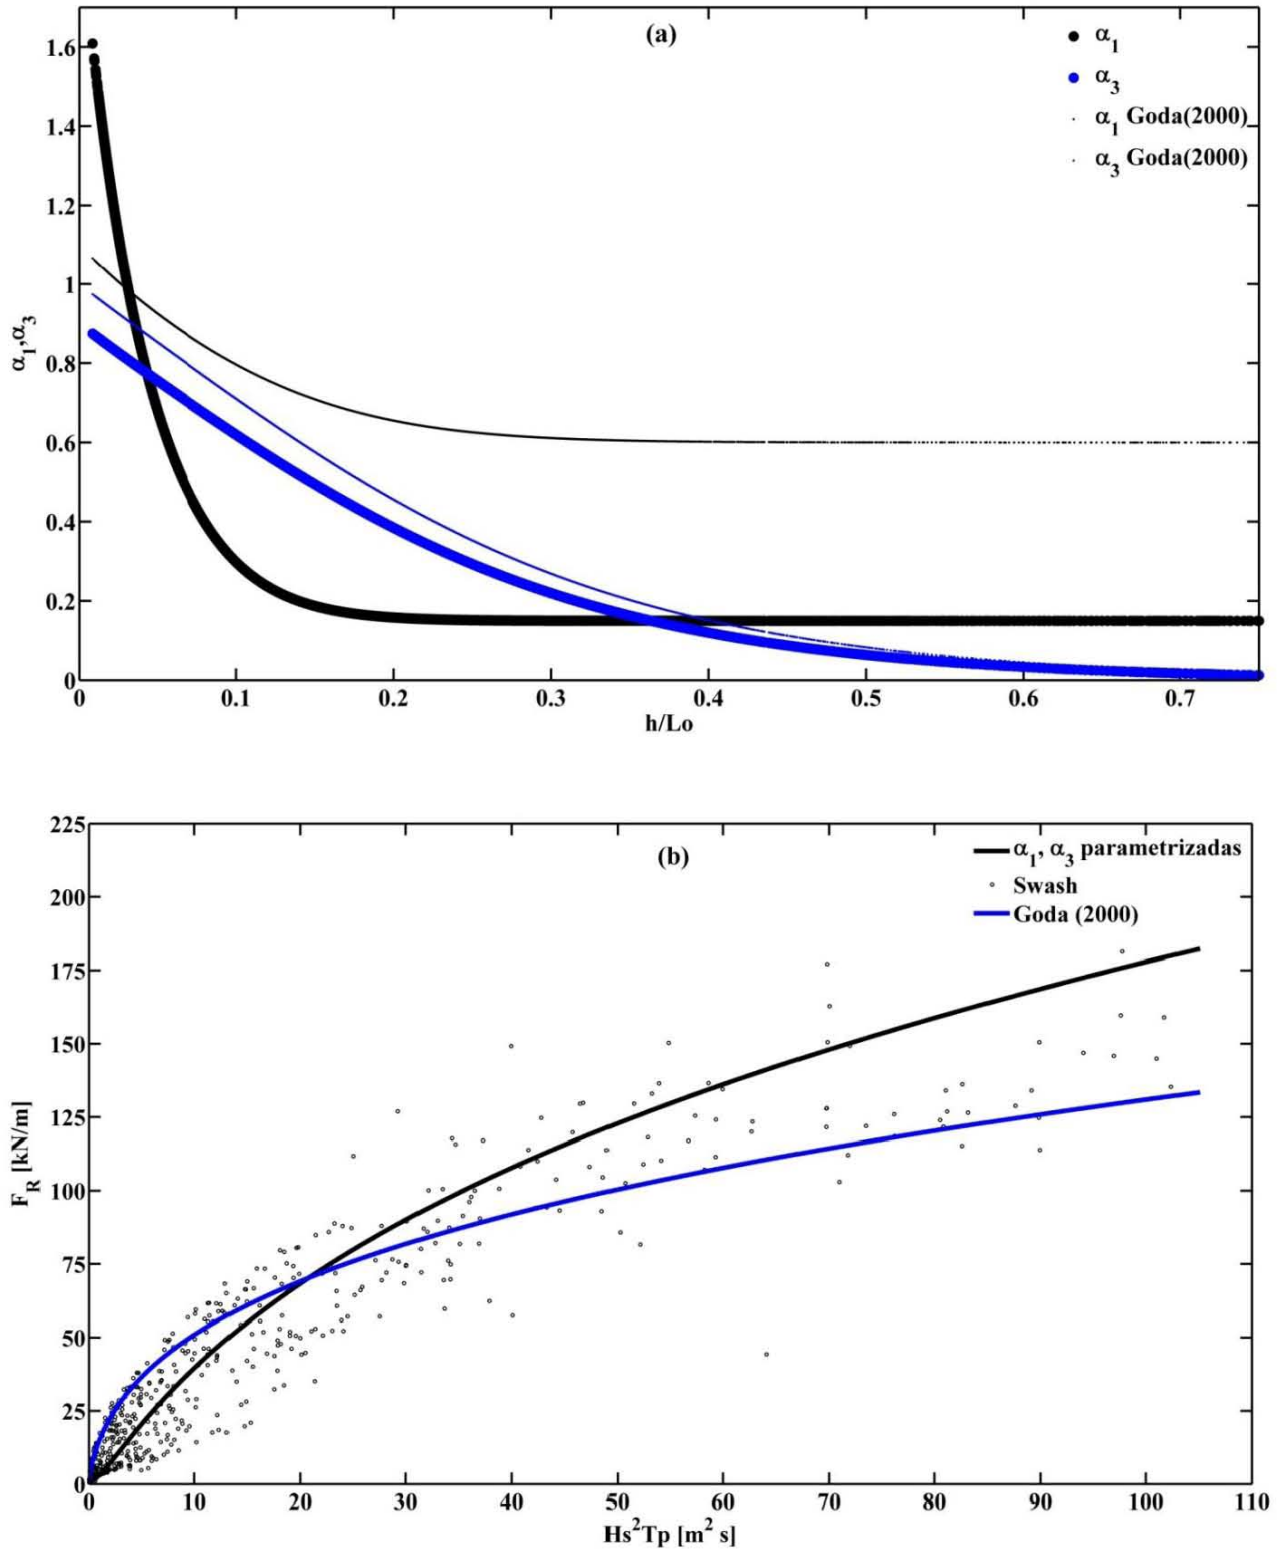 (a)
α1
α3
α1 Goda(2000)
α3 Goda(2000)
1.6
1.4
1.2
1
0.8
0.6
0.4
0.2
0
α1,α3
0 0.1 0.2 0.3 0.4 0.5 0.6 0.7
h/Lo
(b)
α1, α3 parametrizadas
Swash
Goda (2000)
225
200
175
150
125
100
75
50
25
0
FR [kN/m]
0 10 20 30 40 50 60 70 80 90 100 110
Hs²Tp [m² s]